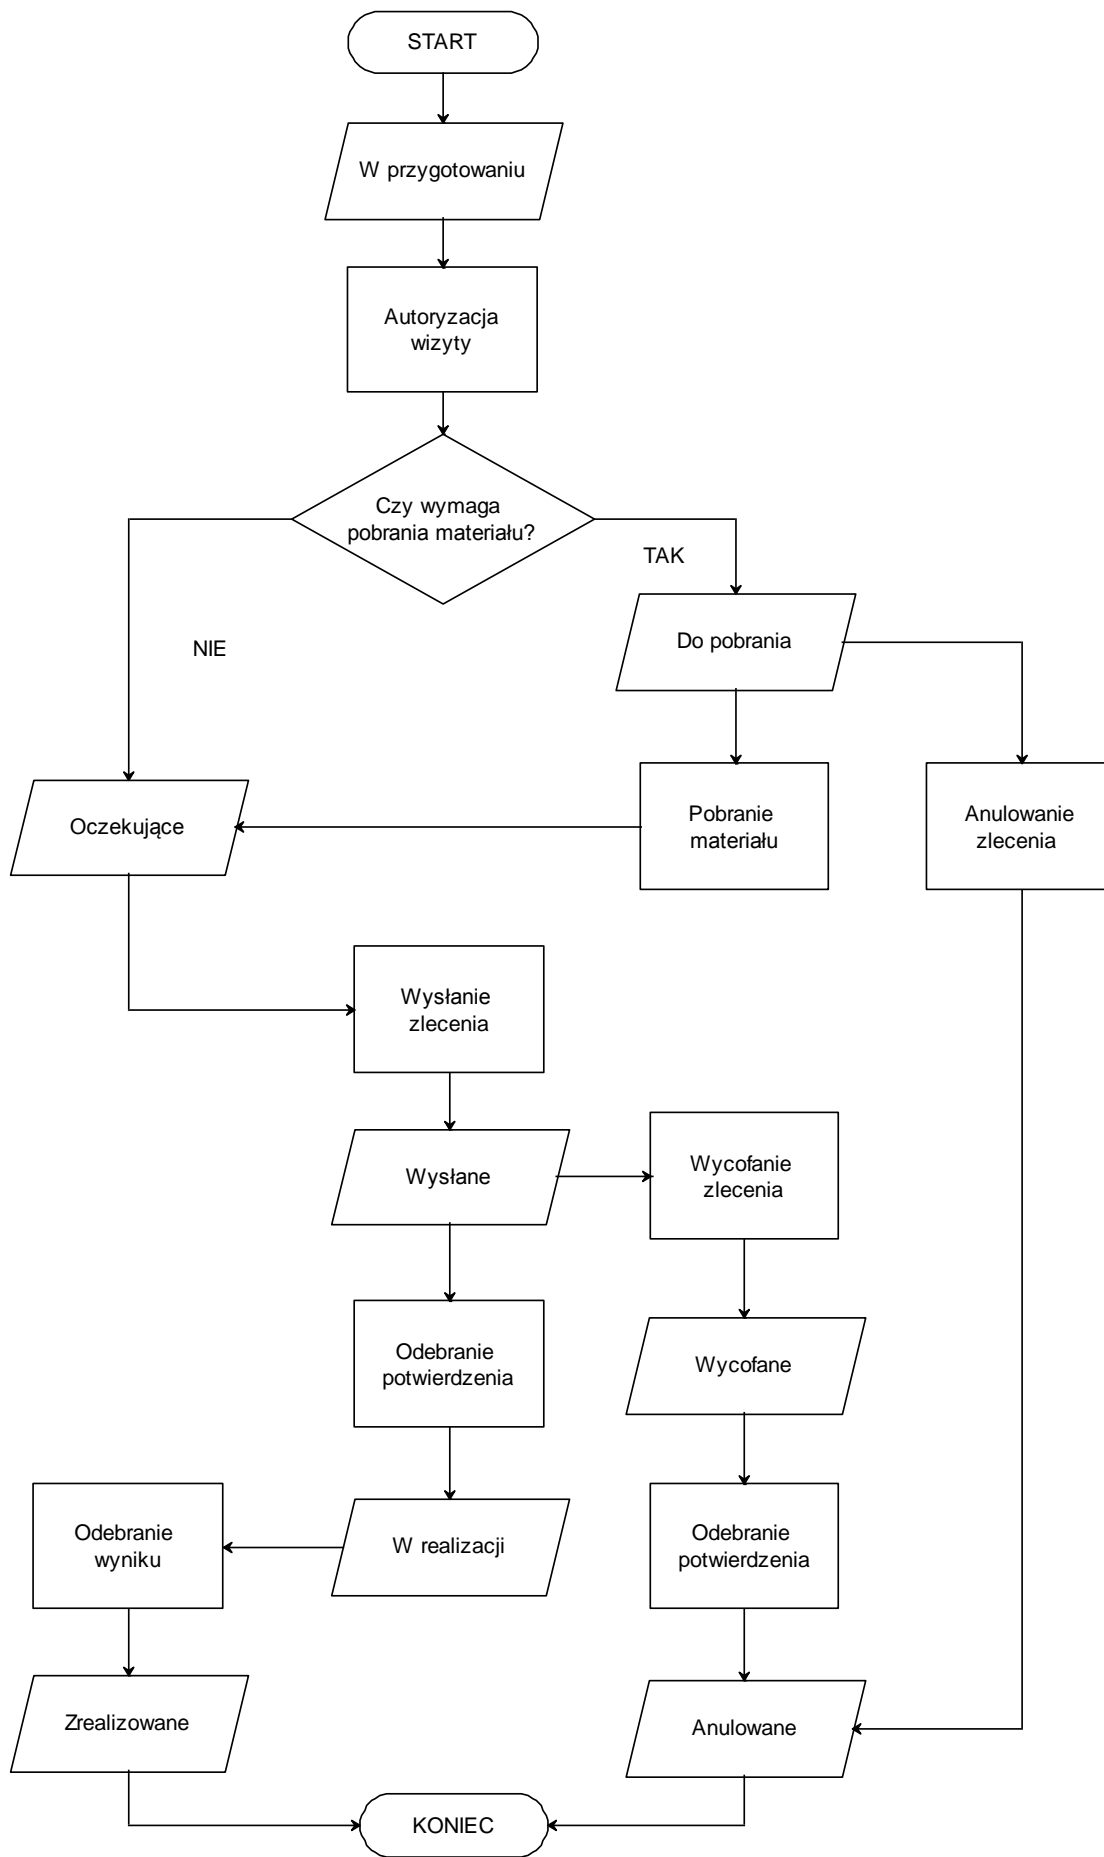 START
W przygotowaniu
Autoryzacja
wizyty
Czy wymaga
pobrania materiału?
TAK
NIE
Do pobrania
Oczekujące
Pobranie
materiału
Anulowanie
zlecenia
Wysłanie
zlecenia
Wysłane
Wycofanie
zlecenia
Odebranie
potwierdzenia
Wycofane
Odebranie
wyniku
W realizacji
Odebranie
potwierdzenia
Zrealizowane
Anulowane
KONIEC